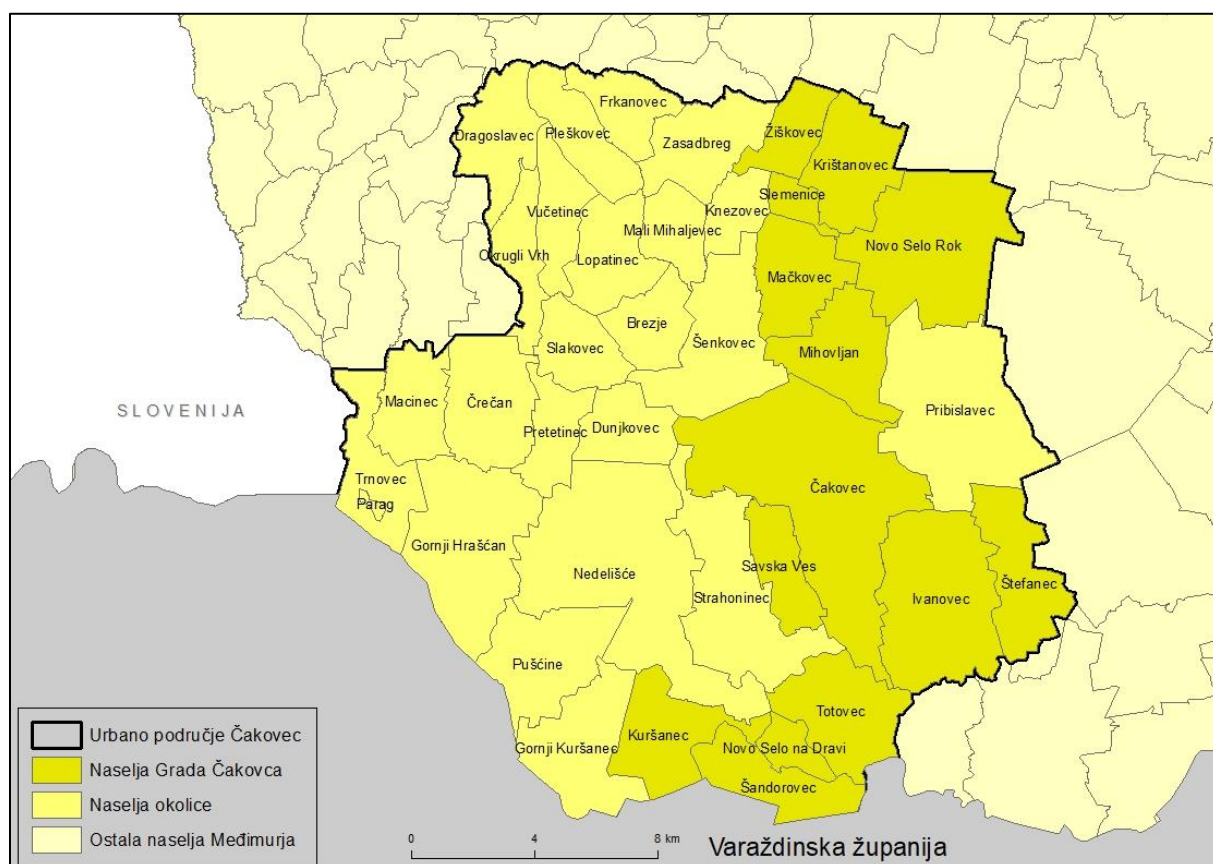 Frkanovec
Dragoslavec
Pleškovec
Žiškovec
Zasadbreg
Krištanovec
Slemenice
Vučetinec
Knezovec
Mali Mihaljevec
Okrugli Vrh
Lopatinec
Novo Selo Rok
Mačkovec
Brezje
Slakovec
Šenkovec
Mihovljan
SLOVENIJA
Macinec
Črečan
Pribislavec
Pretetinec
Dunjkovec
Trnovec
Čakovec
Parag
Gornji Hrašćan
Nedelišće
Savska Ves
Štefanec
Strahoninec
Ivanovec
Pušćine
Totovec
Kuršanec
Gornji Kuršanec
Novo Selo na Dravi
Šandorovec
Urbano područje Čakovec
Naselja Grada Čakovca
Naselja okolice
Ostala naselja Međimurja
0 4 8 km
Varaždinska županija